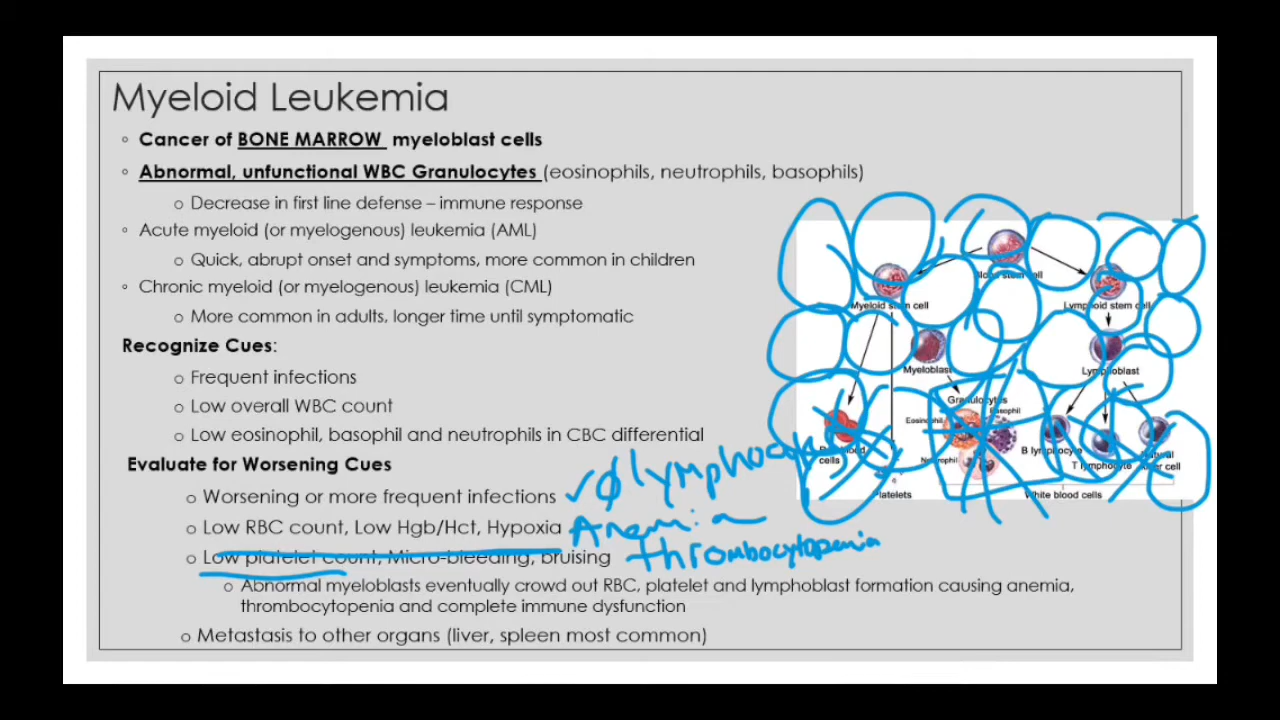 Myeloid Leukemia
◦ Cancer of BONE MARROW myeloblast cells
◦ Abnormal, unfunctional WBC Granulocytes (eosinophils, neutrophils, basophils)
o Decrease in first line defense – immune response
◦ Acute myeloid (or myelogenous) leukemia (AML)
o Quick, abrupt onset and symptoms, more common in children
◦ Chronic myeloid (or myelogenous) leukemia (CML)
o More common in adults, longer time until symptomatic
Recognize Cues:
o Frequent infections
o Low overall WBC count
o Low eosinophil, basophil and neutrophils in CBC differential
Evaluate for Worsening Cues
o Worsening or more frequent infections
o Low RBC count, Low Hgb/Hct, Hypoxia Anemia
o Low platelet count, Micro-bleeding, bruising thrombocytopenia
o Abnormal myeloblasts eventually crowd out RBC, platelet and lymphoblast formation causing anemia,
thrombocytopenia and complete immune dysfunction
o Metastasis to other organs (liver, spleen most common)
Blood stem cell
Myeloid stem cell
Lymphoid stem cell
Myeloblast
Lymphoblast
Granulocytes
Eosinophil
Basophil
Neutrophil
cells
B lymphocyte
T lymphocyte
cell
Platelets
White blood cells